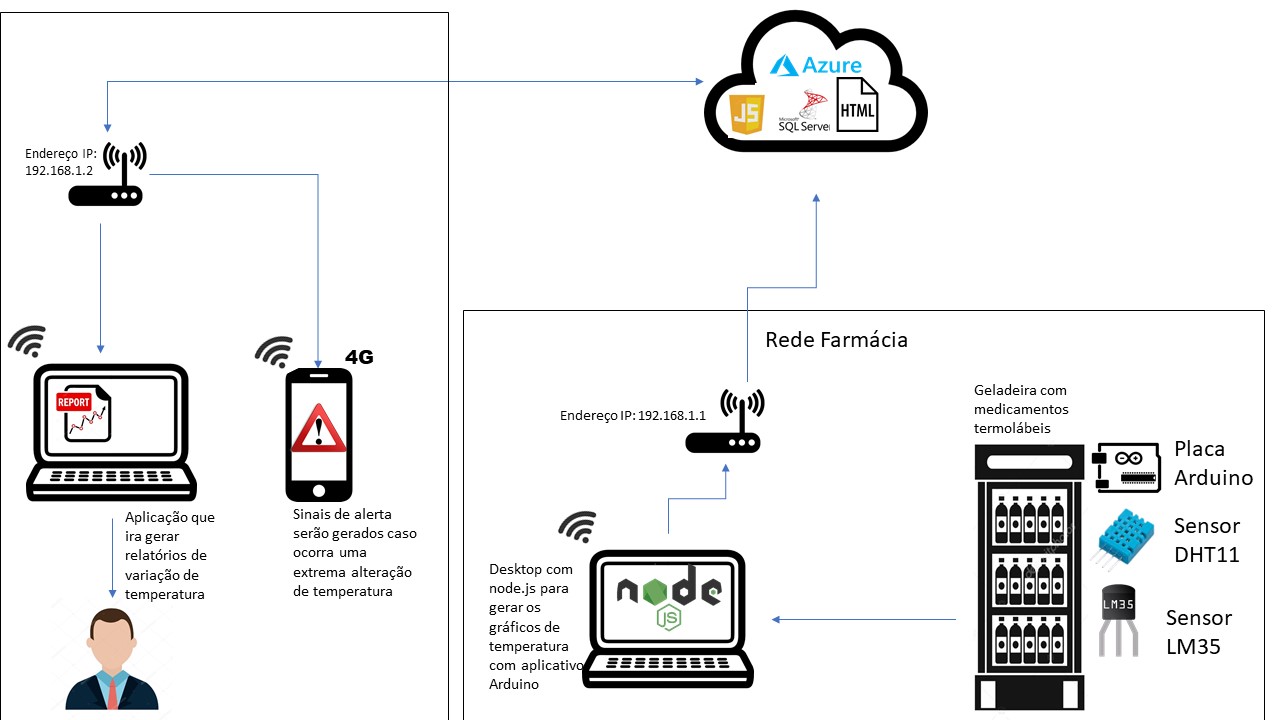 Azure
JS
Microsoft
SQL Server
HTML
Endereço IP:
192.168.1.2
4G
REPORT
Aplicação que
ira gerar
relatórios de
variação de
temperatura
Sinais de alerta
serão gerados caso
ocorra uma
extrema alteração
de temperatura
Rede Farmácia
Endereço IP: 192.168.1.1
Geladeira com
medicamentos
termolábeis
Placa
Arduino
Sensor
DHT11
LM35
Sensor
LM35
Desktop com
node.js para
gerar os
gráficos de
temperatura
com aplicativo
Arduino
node
JS